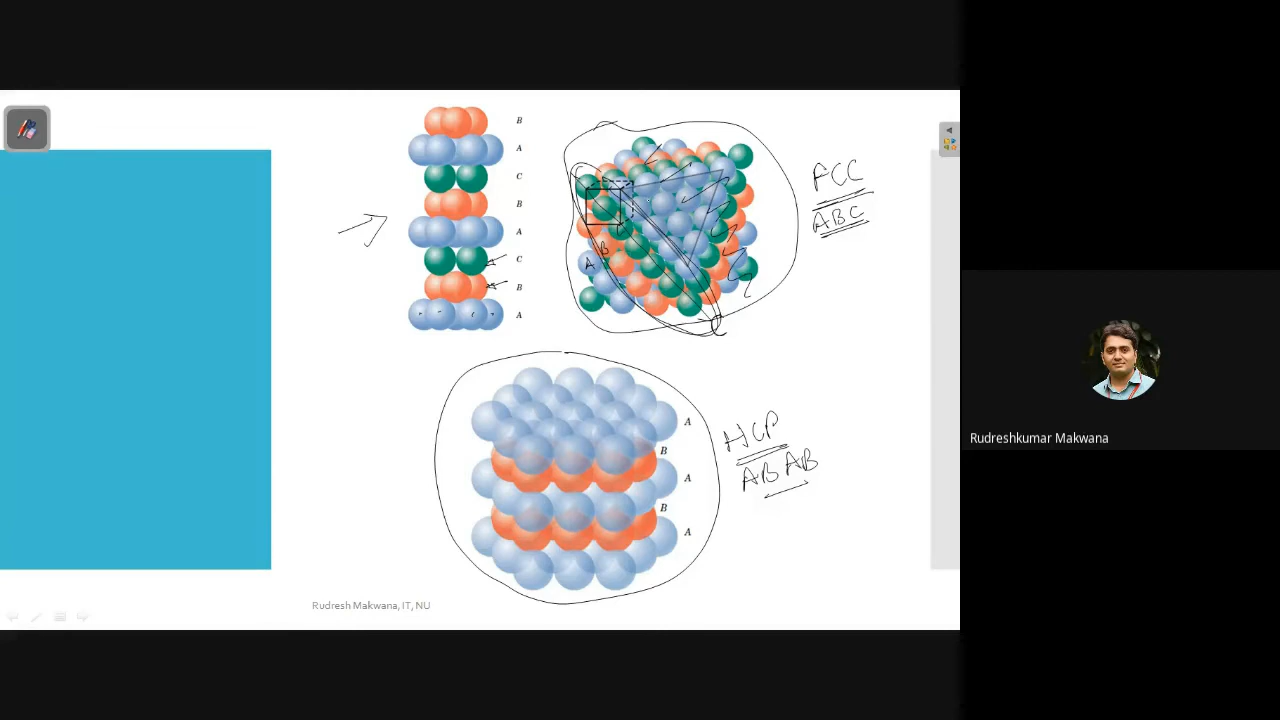 B
A
C
B
A
C
B
A
FCC
ABC
B
A
A
B
A
B
A
HCP
ABAB
Rudresh Makwana, IT, NU
Rudreshkumar Makwana